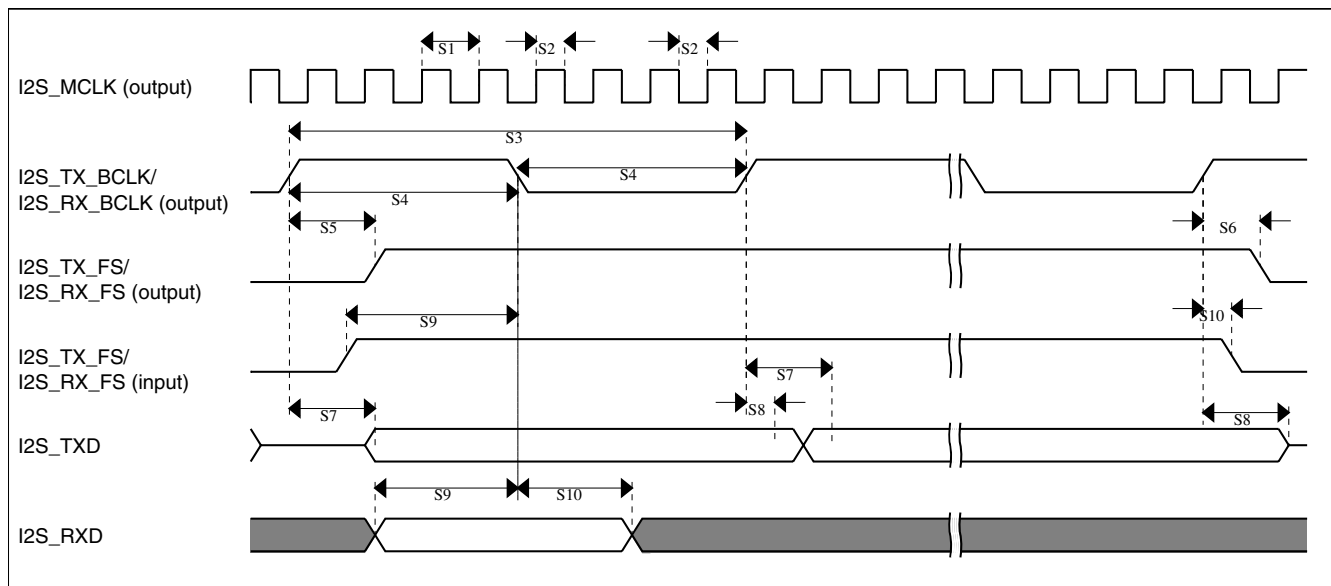 S1
S2
S2
I2S_MCLK (output)
S3
I2S_TX_BCLK/
I2S_RX_BCLK (output)
S4
S4
S5
S6
I2S_TX_FS/
I2S_RX_FS (output)
S9
S10
I2S_TX_FS/
I2S_RX_FS (input)
S7
S7
S8
S8
I2S_TXD
S9
S10
I2S_RXD